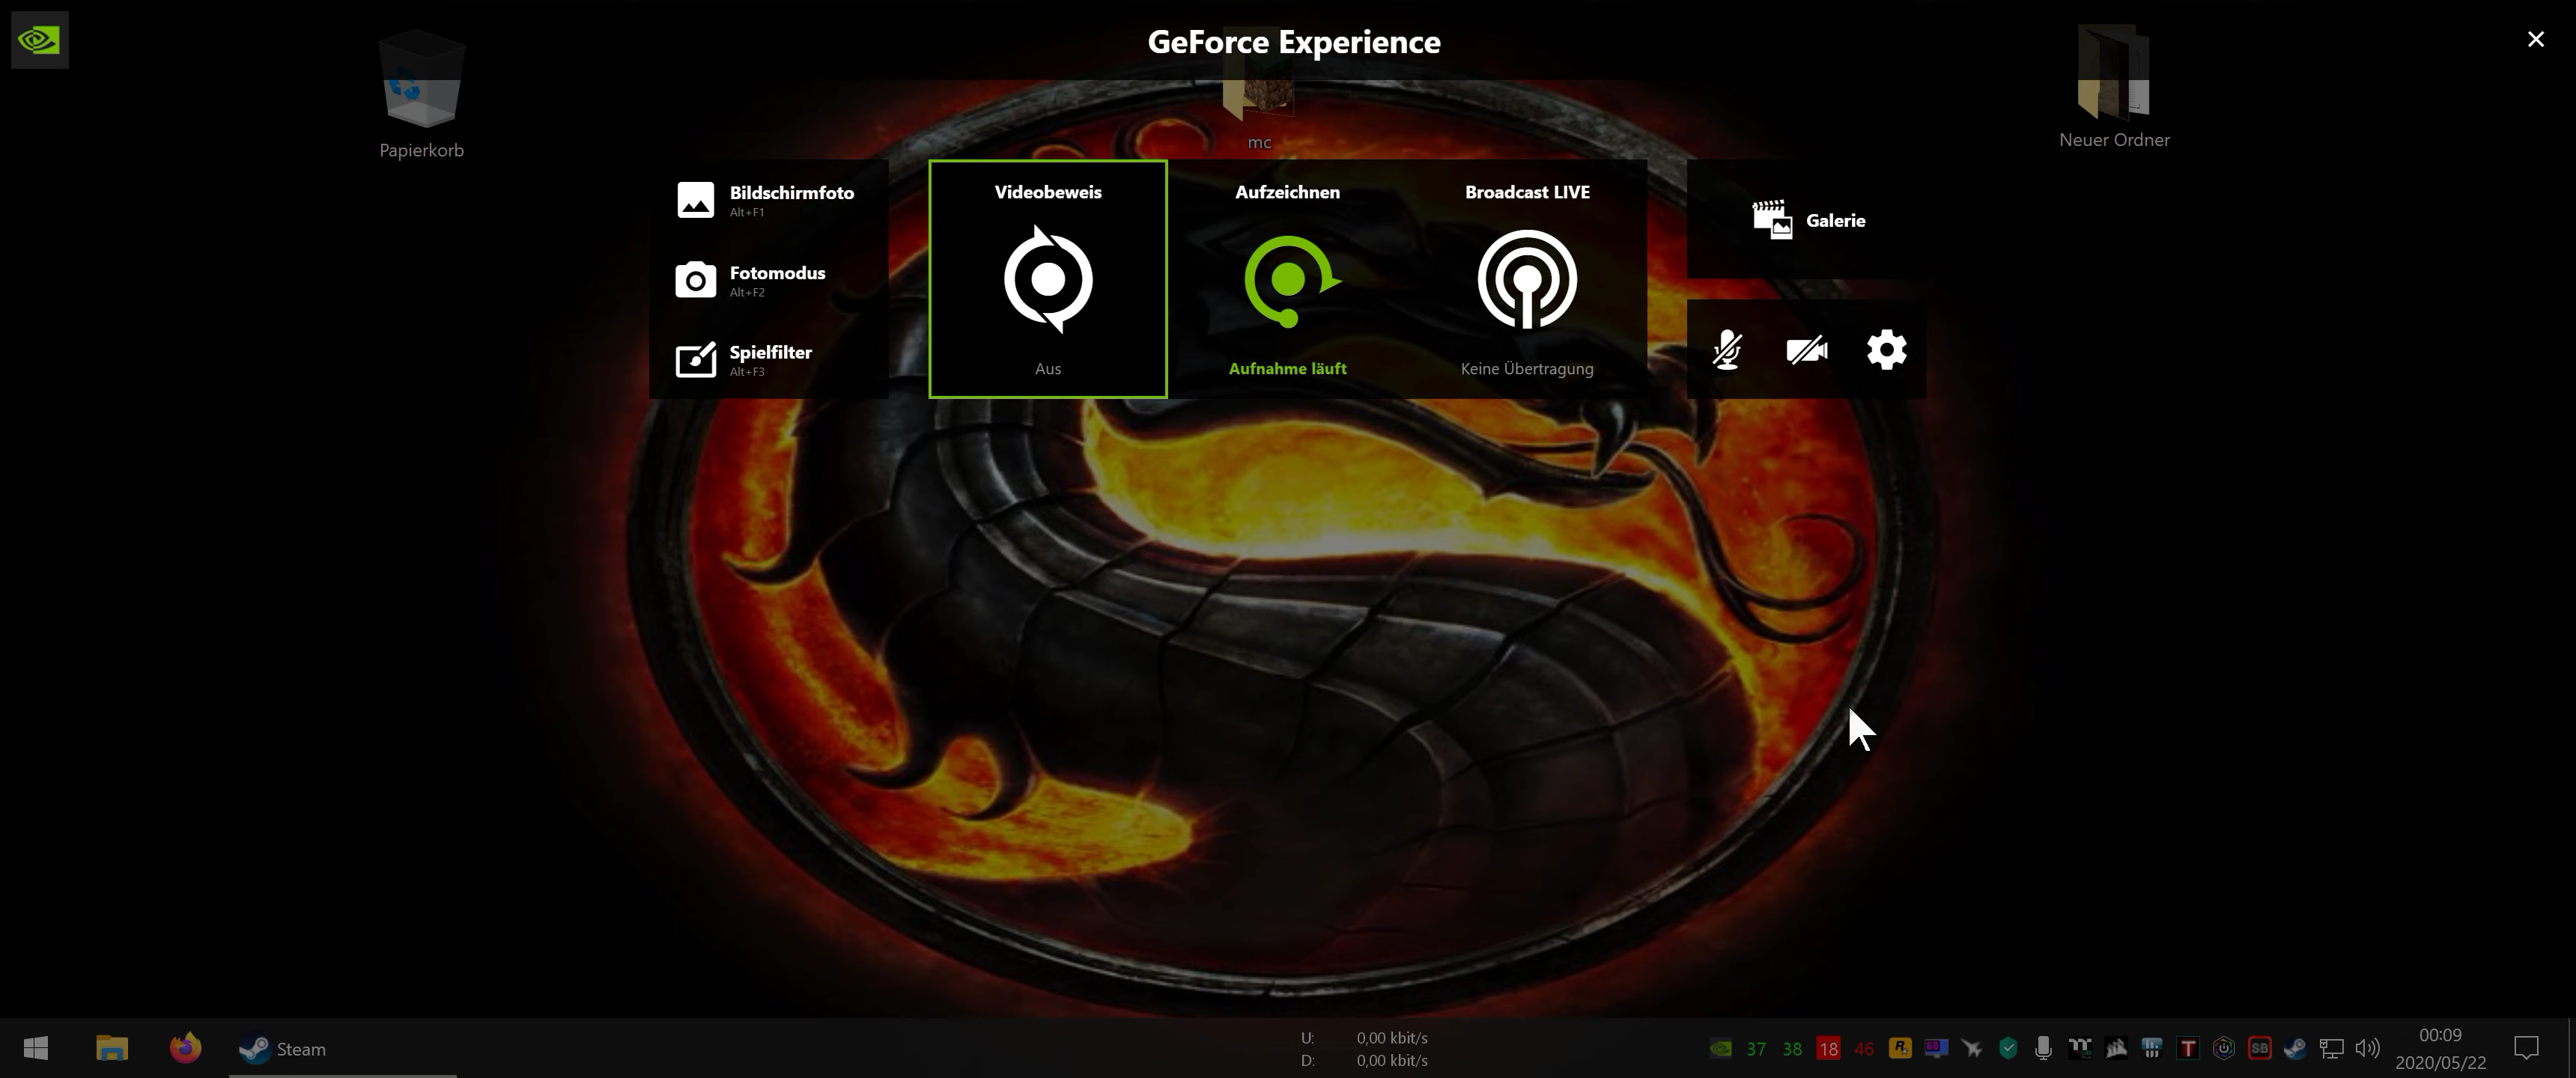 GeForce Experience
Papierkorb
mc
Neuer Ordner
Bildschirmfoto
Alt+F1
Fotomodus
Alt+F2
Spielfilter
Alt+F3
Videobeweis
Aus
Aufzeichnen
Aufnahme läuft
Broadcast LIVE
Keine Übertragung
Galerie
Steam
U: 0,00 kbit/s
D: 0,00 kbit/s
37 38 18 46
SB
00:09
2020/05/22